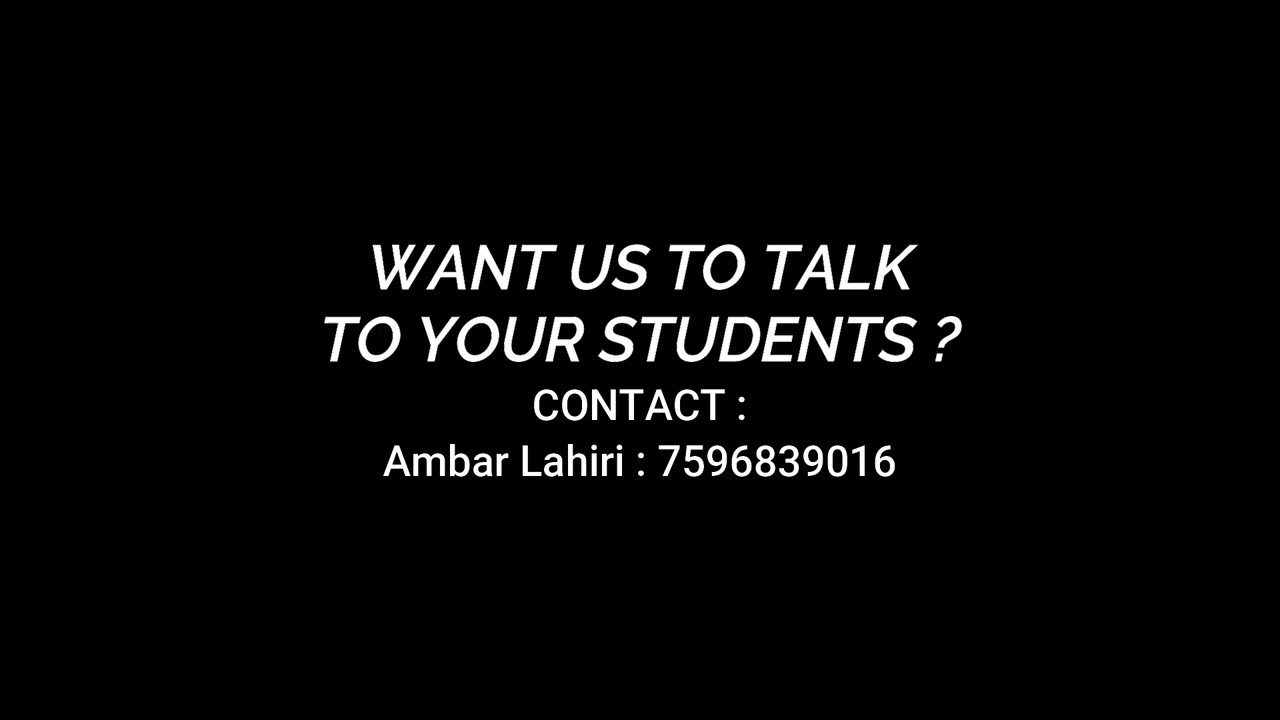 WANT US TO TALK
TO YOUR STUDENTS ?
CONTACT :
Ambar Lahiri : 7596839016